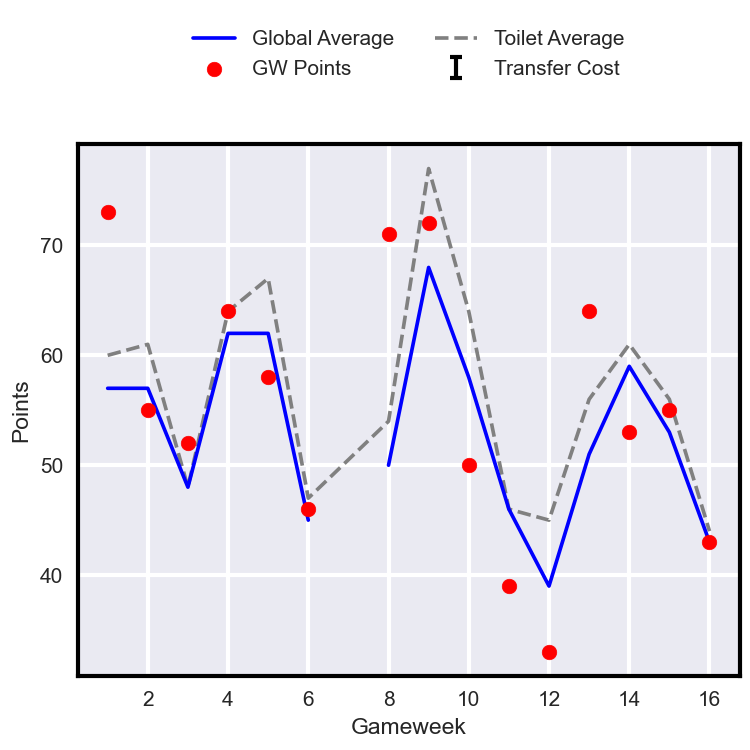 Global Average
Toilet Average
GW Points
Transfer Cost
70
60
50
40
Points
2 4 6 8 10 12 14 16
Gameweek